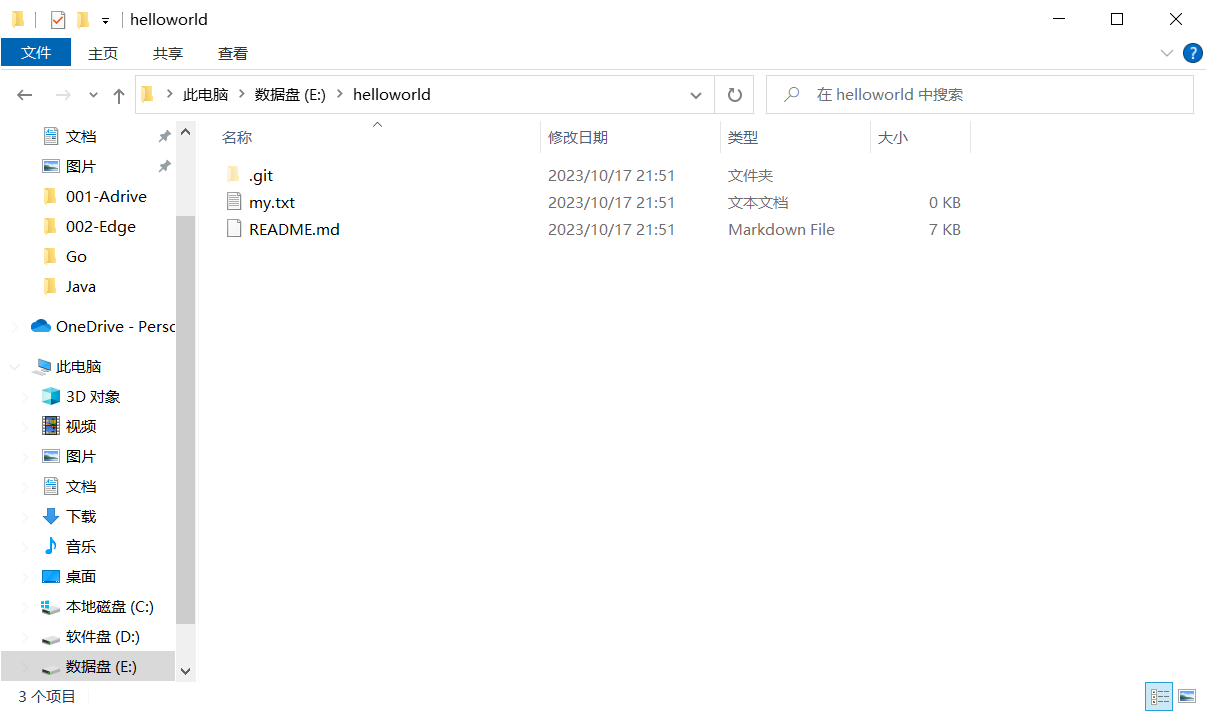 helloworld
文件 主页 共享 查看
此电脑 数据盘 (E:) helloworld 在 helloworld 中搜索
文档
图片
001-Adrive
002-Edge
Go
Java
OneDrive - Perso
此电脑
3D 对象
视频
图片
文档
下载
音乐
桌面
本地磁盘 (C:)
软件盘 (D:)
数据盘 (E:)
名称 修改日期 类型 大小
.git 2023/10/17 21:51 文件夹
my.txt 2023/10/17 21:51 文本文档 0 KB
README.md 2023/10/17 21:51 Markdown File 7 KB
3 个项目